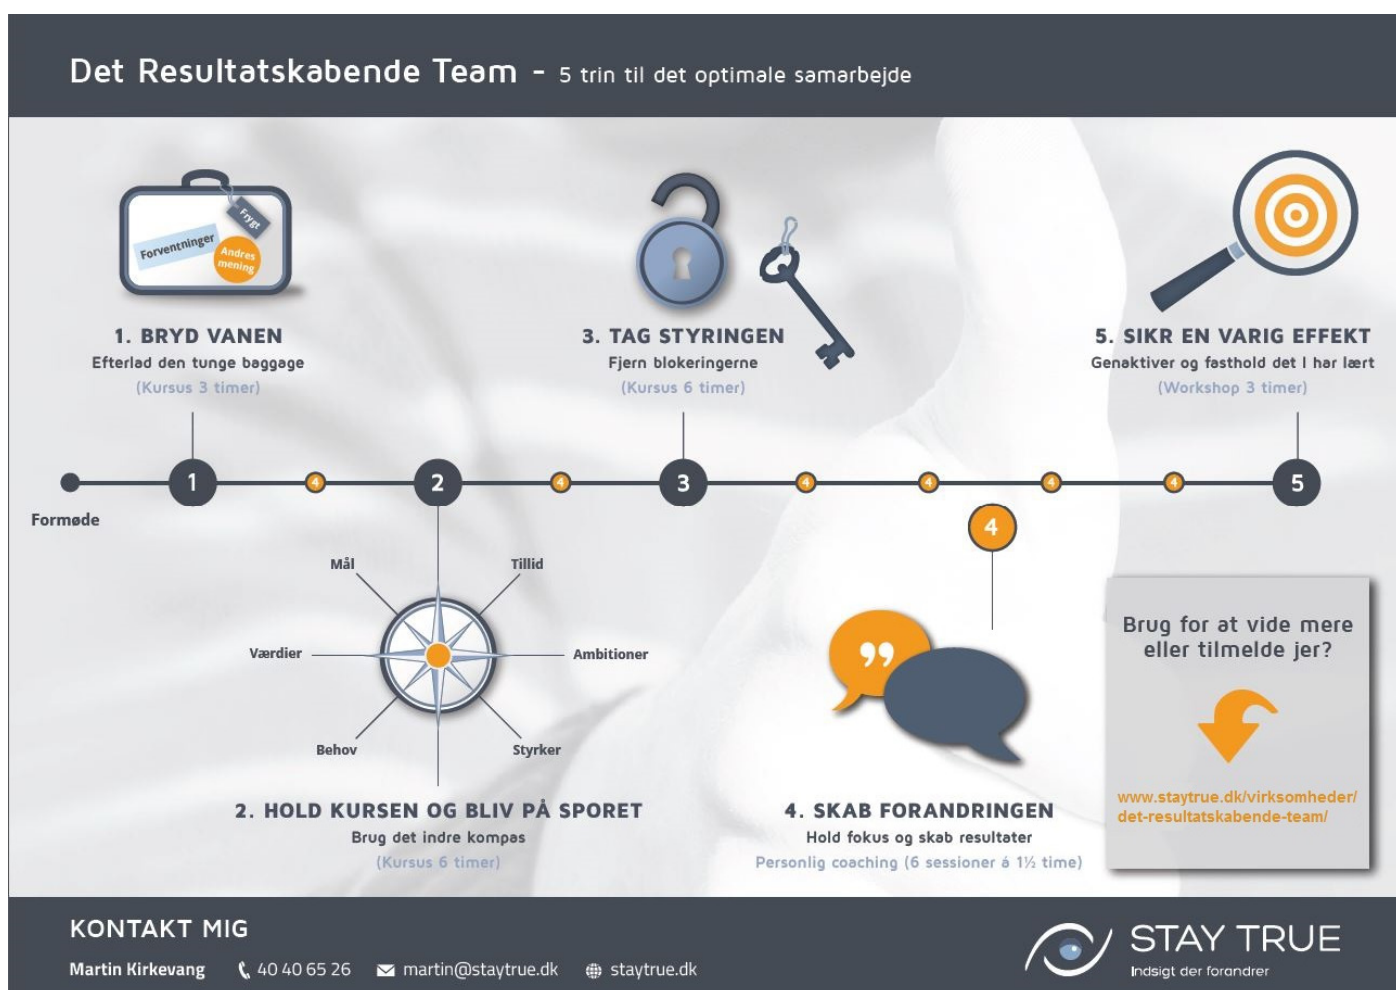 Det Resultatskabende Team - 5 trin til det optimale samarbejde
Frygt
Forventninger
Andres
mening
1. BRYD VANEN
Efterlad den tunge baggage
(Kursus 3 timer)
3. TAG STYRINGEN
Fjern blokeringerne
(Kursus 6 timer)
5. SIKR EN VARIG EFFEKT
Genaktiver og fasthold det I har lært
(Workshop 3 timer)
1 4 2 4 3 4 4 4 4 5
Formøde
4
Mål
Tillid
Værdier
Ambitioner
Behov
Styrker
2. HOLD KURSEN OG BLIV PÅ SPORET
Brug det indre kompas
(Kursus 6 timer)
4. SKAB FORANDRINGEN
Hold fokus og skab resultater
Personlig coaching (6 sessioner á 1½ time)
Brug for at vide mere
eller tilmelde jer?
www.staytrue.dk/virksomheder/
det-resultatskabende-team/
KONTAKT MIG
Martin Kirkevang 40 40 65 26 martin@staytrue.dk staytrue.dk
STAY TRUE
Indsigt der forandrer